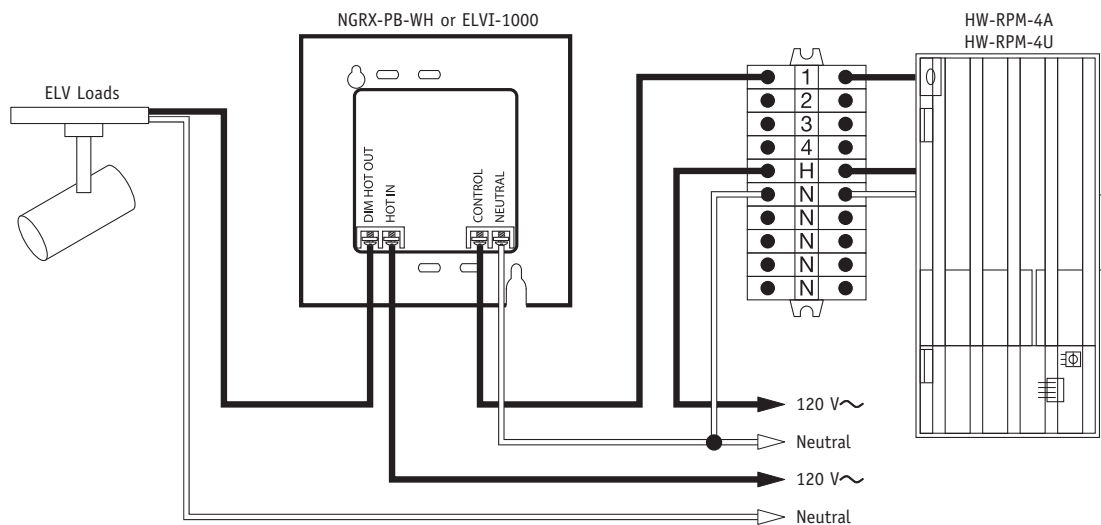 NGRX-PB-WH or ELVI-1000
HW-RPM-4A
HW-RPM-4U
ELV Loads
DIM HOT OUT
HOT IN
CONTROL
NEUTRAL
1
2
3
4
H
N
N
N
N
N
120 V
Neutral
120 V
Neutral